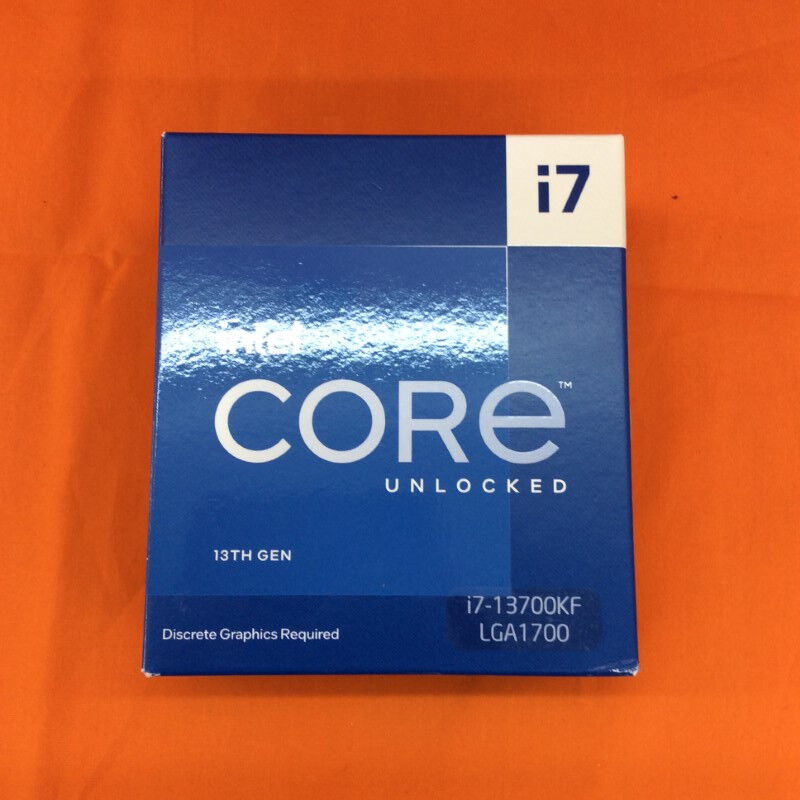 i7
intel
CORe™
UNLOCKED
13TH GEN
i7-13700KF
Discrete Graphics Required
LGA1700